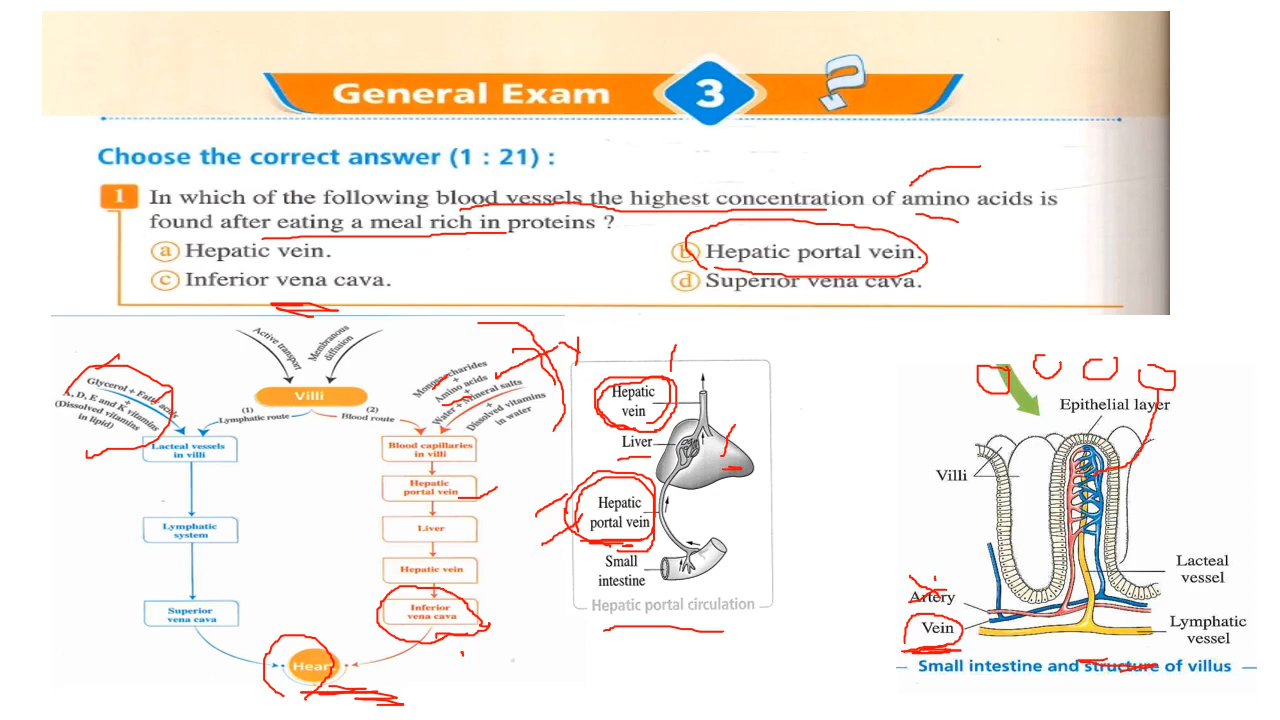 General Exam 3
Choose the correct answer (1 : 21) :
1 In which of the following blood vessels the highest concentration of amino acids is
found after eating a meal rich in proteins ?
a Hepatic vein.
b Hepatic portal vein.
c Inferior vena cava.
d Superior vena cava.
Active transport
Membranous
diffusion
Glycerol + Fatty acids
+
A, D, E and K vitamins
(Dissolved vitamins
in lipid)
Villi
(1)
Lymphatic route
(2)
Blood route
Monosaccharides
+
Amino acids
+
Water + Mineral salts
+
Dissolved vitamins
in water
Lacteal vessels
in villi
Lymphatic
system
Superior
vena cava
Blood capillaries
in villi
Hepatic
portal vein
Liver
Hepatic vein
Inferior
vena cava
Heart
Hepatic
vein
Liver
Hepatic
portal vein
Small
intestine
Hepatic portal circulation
Epithelial layer
Villi
Lacteal
vessel
Artery
Vein
Lymphatic
vessel
Small intestine and structure of villus